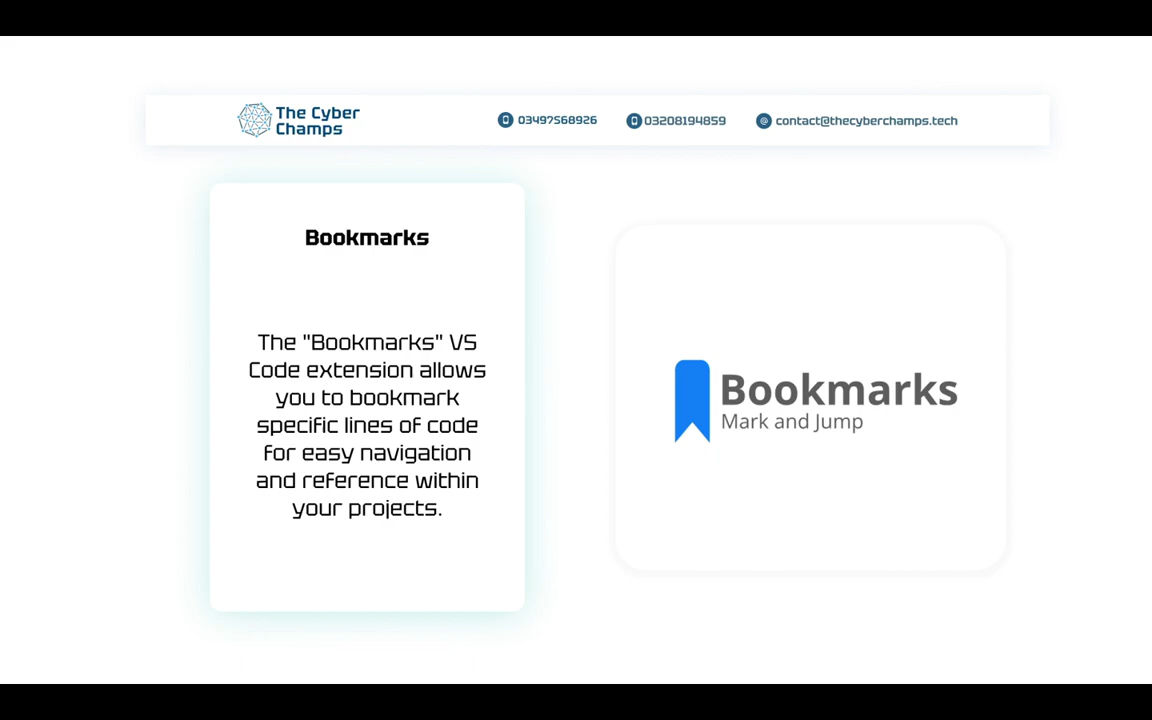 The Cyber
Champs
03497568926
03208194859
contact@thecyberchamps.tech
Bookmarks
The "Bookmarks" VS
Code extension allows
you to bookmark
specific lines of code
for easy navigation
and reference within
your projects.
Bookmarks
Mark and Jump